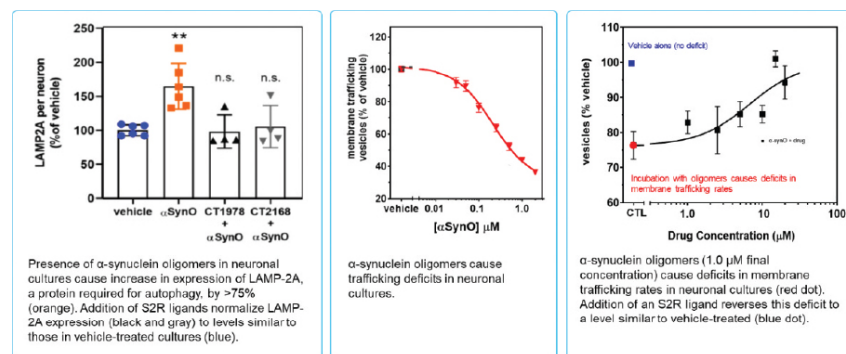 LAMP2A per neuron
(%of vehicle)
250
200
150
100
50
0
**
n.s.
n.s.
vehicle
αSynO
CT1978
+
αSynO
CT2168
+
αSynO
Presence of α-synuclein oligomers in neuronal
cultures cause increase in expression of LAMP-2A,
a protein required for autophagy, by >75%
(orange). Addition of S2R ligands normalize LAMP-
2A expression (black and gray) to levels similar to
those in vehicle-treated cultures (blue).
membrane trafficking
vesicles (% of vehicle)
120
100
80
60
40
20
vehicle
0.01
0.1
1.0
[αSynO] μM
α-synuclein oligomers cause
trafficking deficits in neuronal
cultures.
vesicles (% vehicle)
110
100
90
80
70
60
Vehicle alone (no deficit)
α-synO + drug
Incubation with oligomers causes deficits in
membrane trafficking rates
CTL
1.0
10
100
Drug Concentration (μM)
α-synuclein oligomers (1.0 μM final
concentration) cause deficits in membrane
trafficking rates in neuronal cultures (red dot).
Addition of an S2R ligand reverses this deficit to
a level similar to vehicle-treated (blue dot).